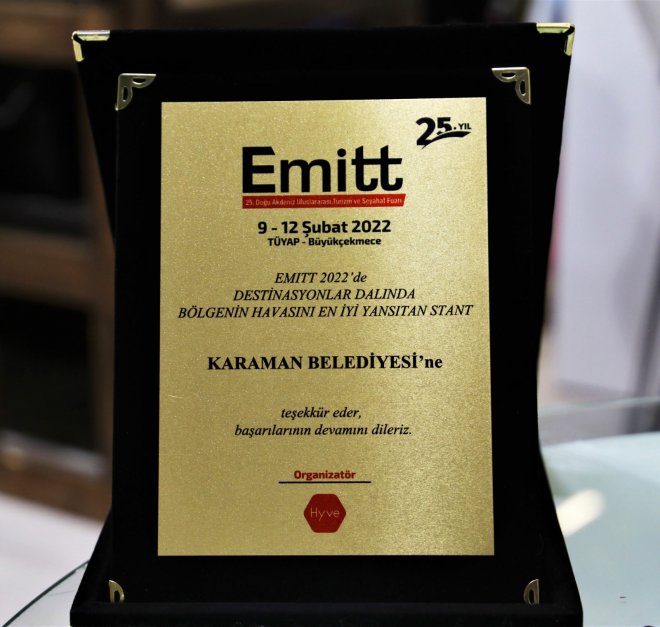 25.YIL
Emitt
25. Doğu Akdeniz Uluslararası Turizm ve Seyahat Fuarı
9 - 12 Şubat 2022
TÜYAP - Büyükçekmece
EMITT 2022'de
DESTİNASYONLAR DALINDA
BÖLGENİN HAVASINI EN İYİ YANSITAN STANT
KARAMAN BELEDİYESİ'ne
teşekkür eder,
başarılarının devamını dileriz.
Organizatör
Hyve